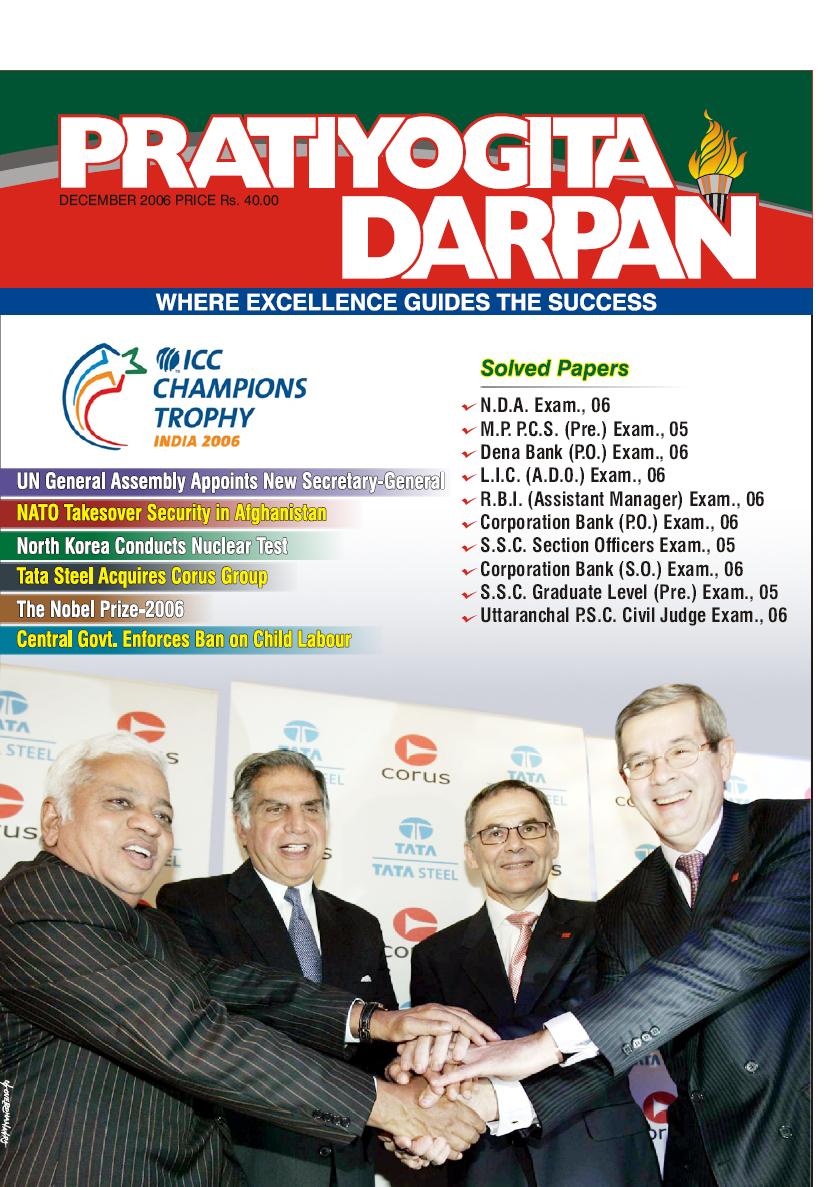 PRATIYOGITA
DARPAN
DECEMBER 2006 PRICE Rs. 40.00
WHERE EXCELLENCE GUIDES THE SUCCESS
ICC
CHAMPIONS
TROPHY
INDIA 2006
UN General Assembly Appoints New Secretary-General
NATO Takesover Security in Afghanistan
North Korea Conducts Nuclear Test
Tata Steel Acquires Corus Group
The Nobel Prize-2006
Central Govt. Enforces Ban on Child Labour
Solved Papers
N.D.A. Exam., 06
M.P. P.C.S. (Pre.) Exam., 05
Dena Bank (P.O.) Exam., 06
L.I.C. (A.D.O.) Exam., 06
R.B.I. (Assistant Manager) Exam., 06
Corporation Bank (P.O.) Exam., 06
S.S.C. Section Officers Exam., 05
Corporation Bank (S.O.) Exam., 06
S.S.C. Graduate Level (Pre.) Exam., 05
Uttaranchal P.S.C. Civil Judge Exam., 06
TATA
corus
TATA
TATA STEEL